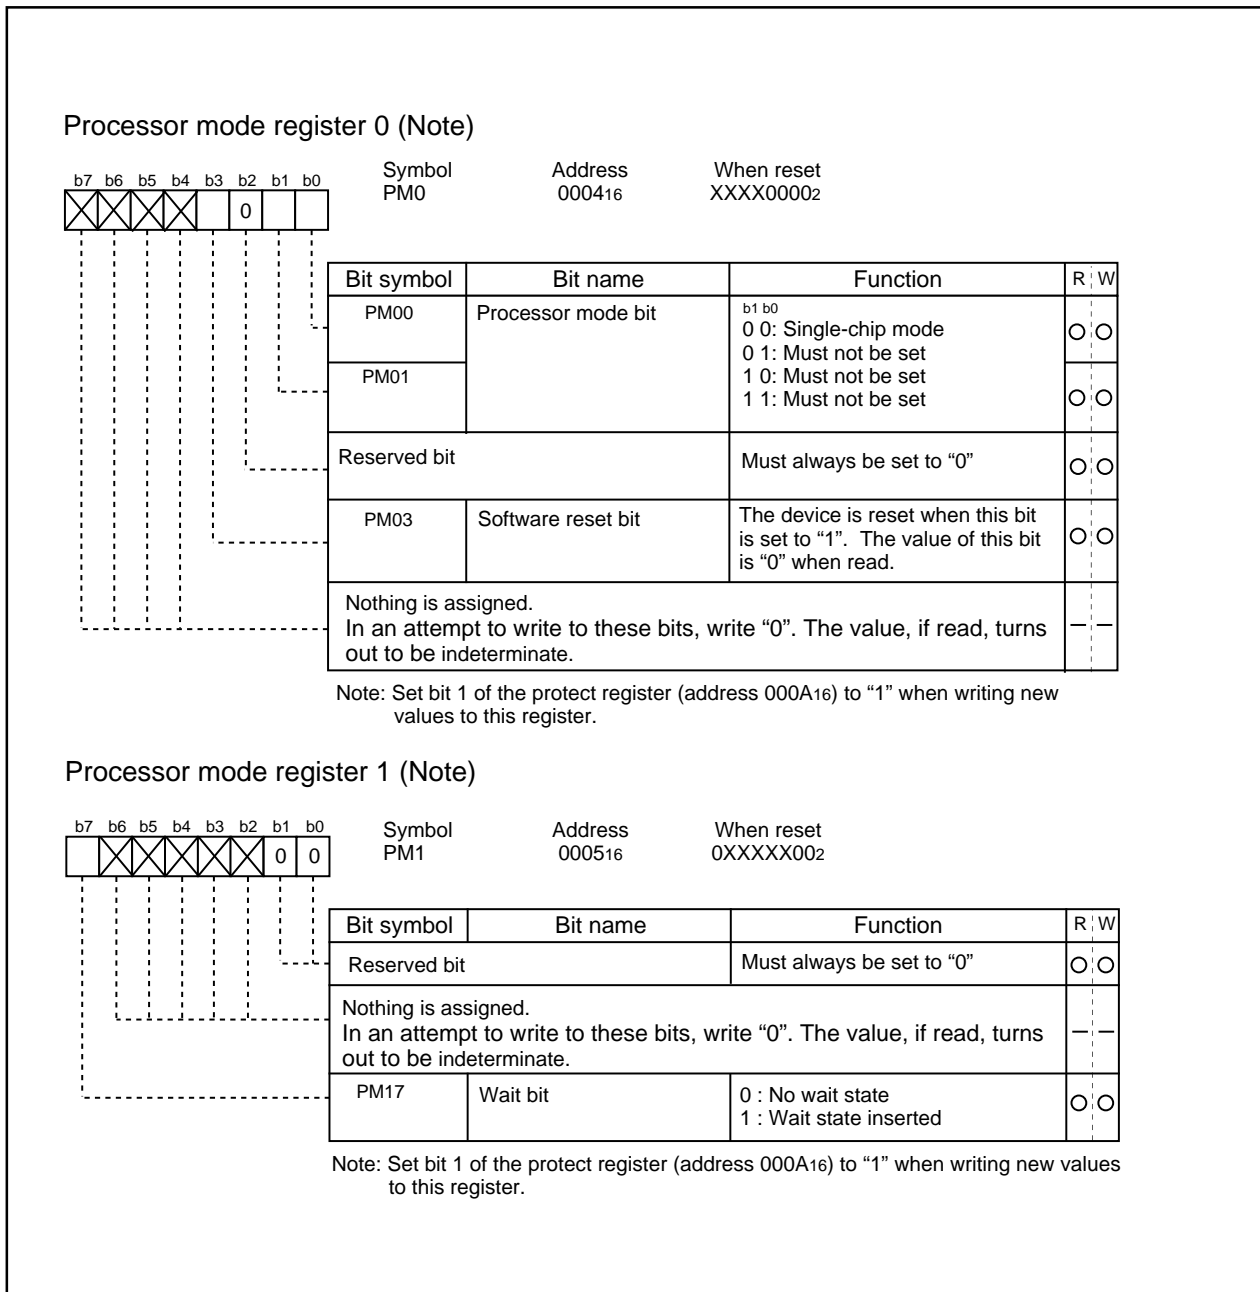 Processor mode register 0 (Note)
Symbol Address When reset
b7 b6 b5 b4 b3 b2 b1 b0
PM0 000416 XXXX00002
0
Bit symbol Bit name Function R W
PM00 Processor mode bit b1 b0
0 0: Single-chip mode
0 1: Must not be set
PM01 1 0: Must not be set
1 1: Must not be set
Reserved bit Must always be set to “0”
PM03 Software reset bit The device is reset when this bit
is set to “1”. The value of this bit
is “0” when read.
Nothing is assigned.
In an attempt to write to these bits, write “0”. The value, if read, turns
out to be indeterminate.
Note: Set bit 1 of the protect register (address 000A16) to “1” when writing new
values to this register.
Processor mode register 1 (Note)
b7 b6 b5 b4 b3 b2 b1 b0
Symbol Address When reset
PM1 000516 0XXXXX002
0 0
Bit symbol Bit name Function R W
Reserved bit Must always be set to “0”
Nothing is assigned.
In an attempt to write to these bits, write “0”. The value, if read, turns
out to be indeterminate.
PM17 Wait bit 0 : No wait state
1 : Wait state inserted
Note: Set bit 1 of the protect register (address 000A16) to “1” when writing new values
to this register.